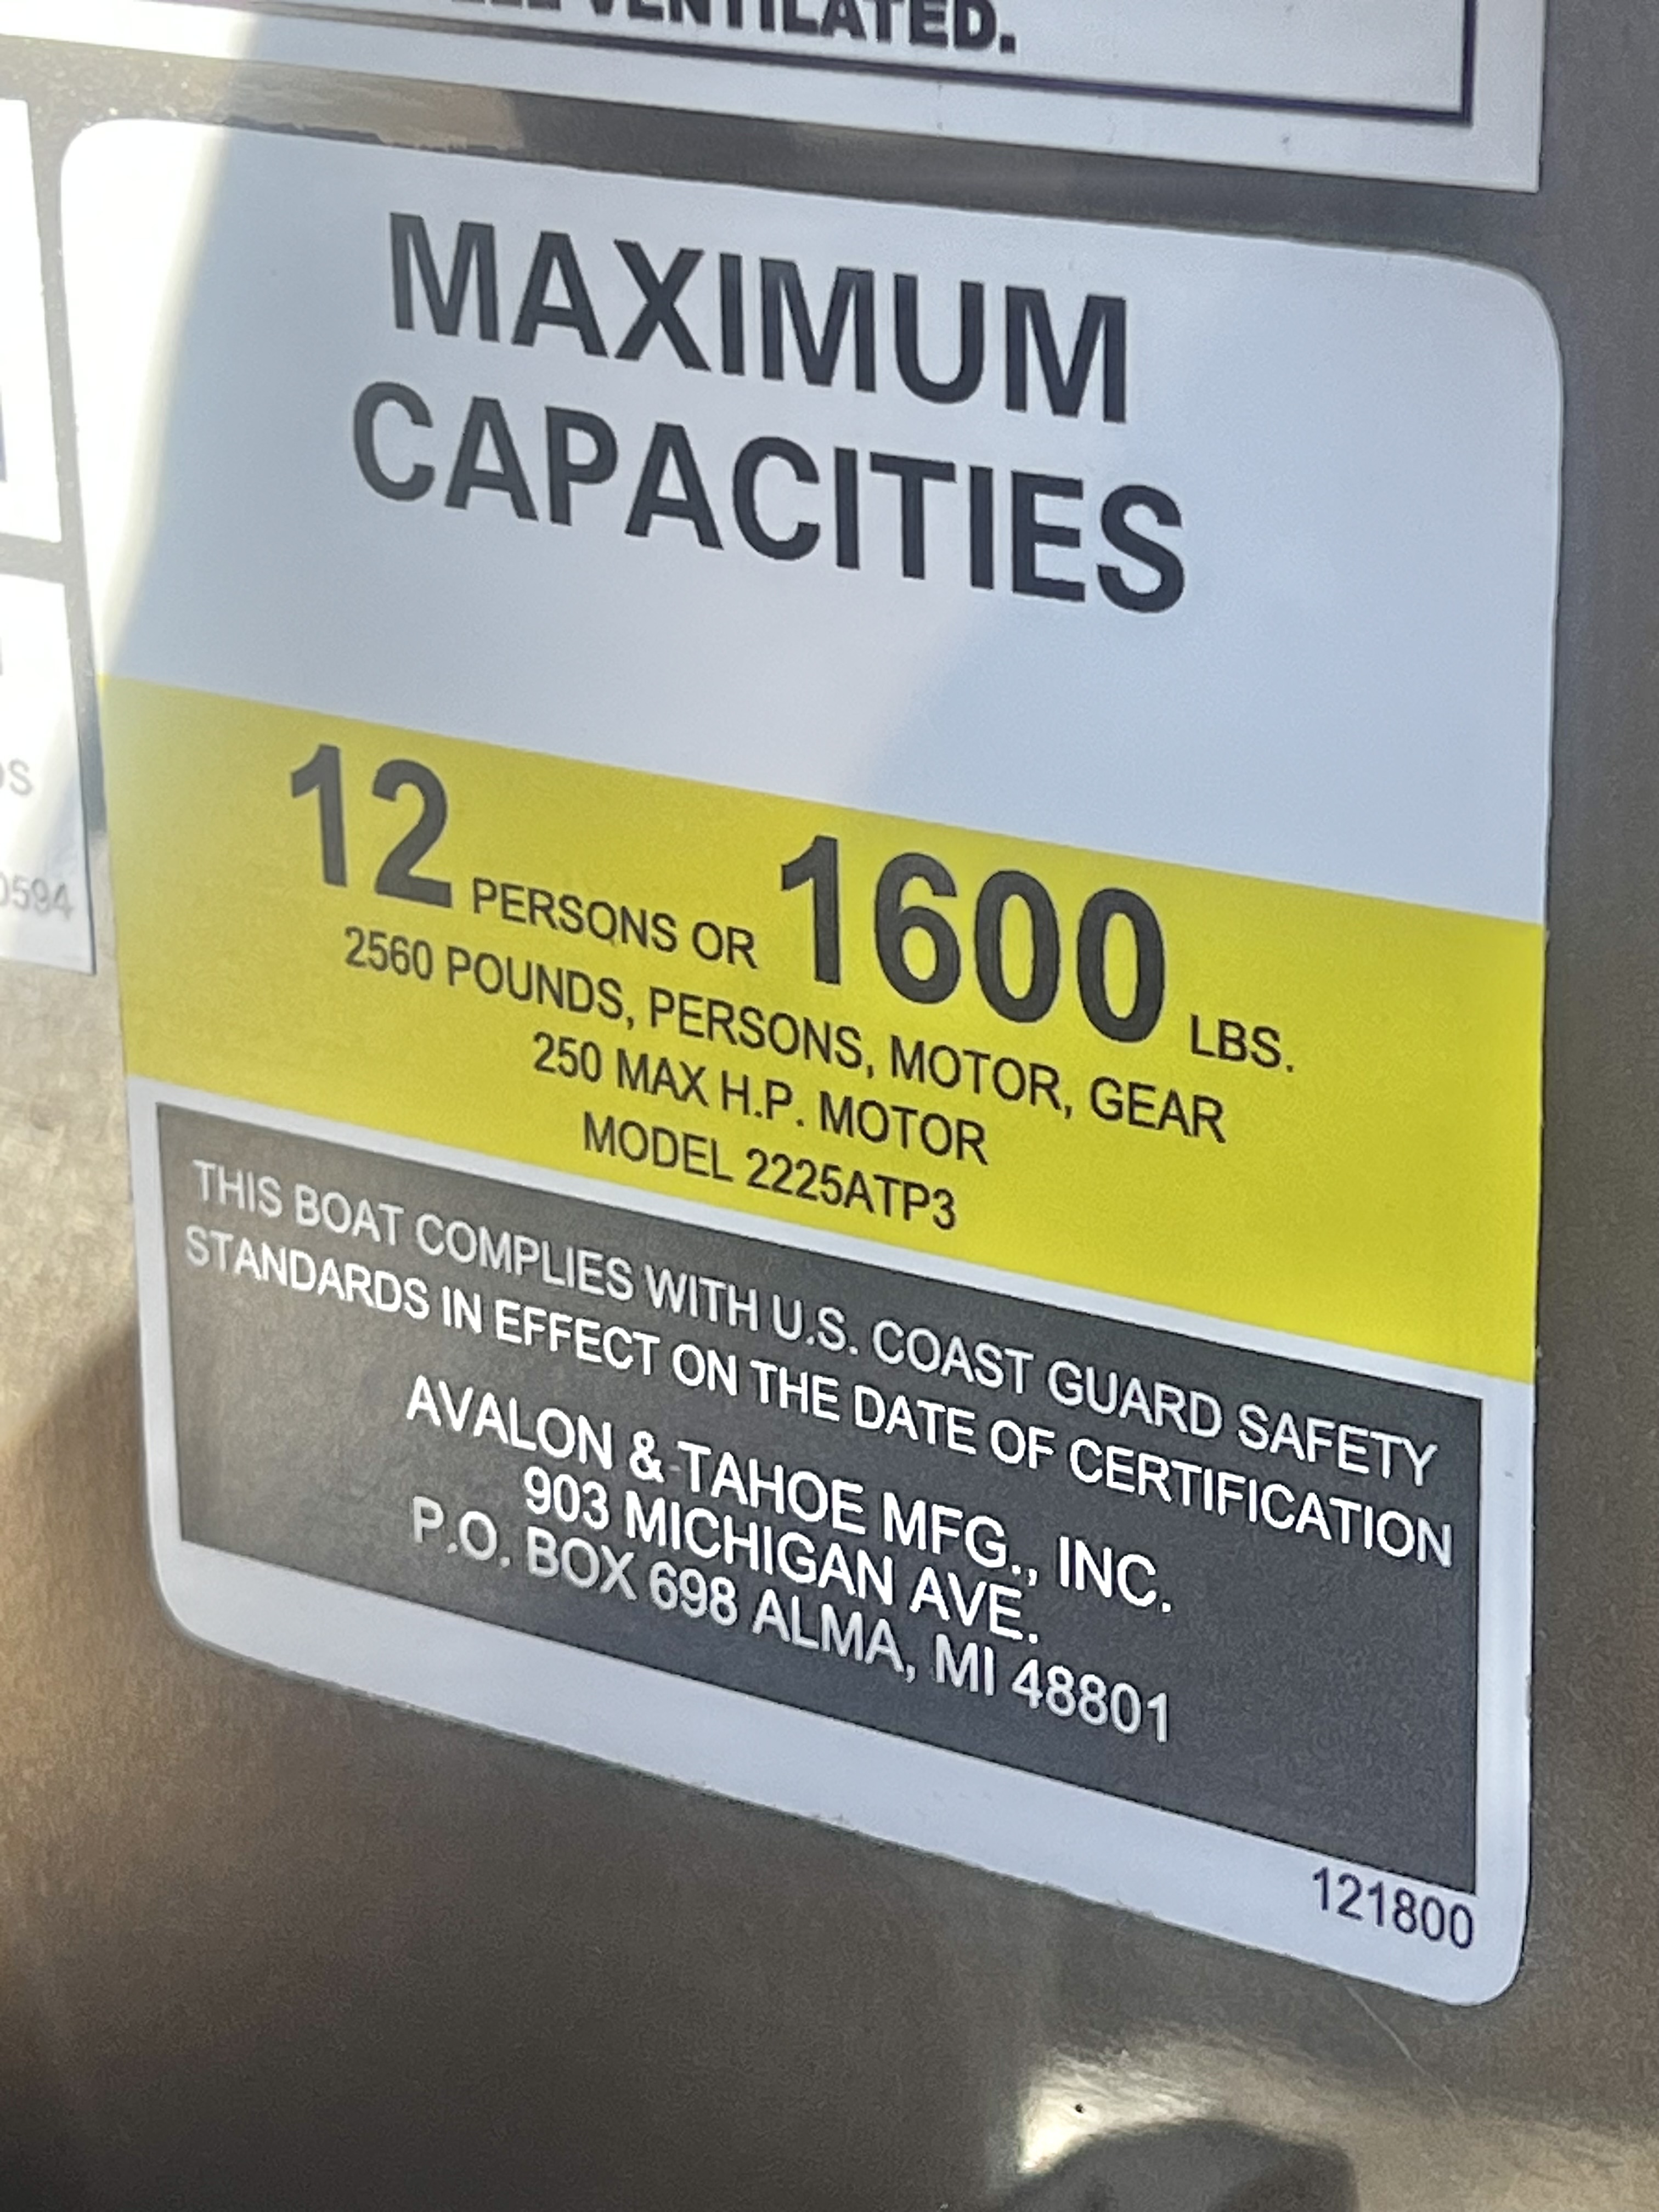 VENTILATED.
MAXIMUM
CAPACITIES
12 PERSONS OR 1600 LBS.
2560 POUNDS, PERSONS, MOTOR, GEAR
250 MAX H.P. MOTOR
MODEL 2225ATP3
THIS BOAT COMPLIES WITH U.S. COAST GUARD SAFETY
STANDARDS IN EFFECT ON THE DATE OF CERTIFICATION
AVALON & TAHOE MFG., INC.
903 MICHIGAN AVE.
P.O. BOX 698 ALMA, MI 48801
121800